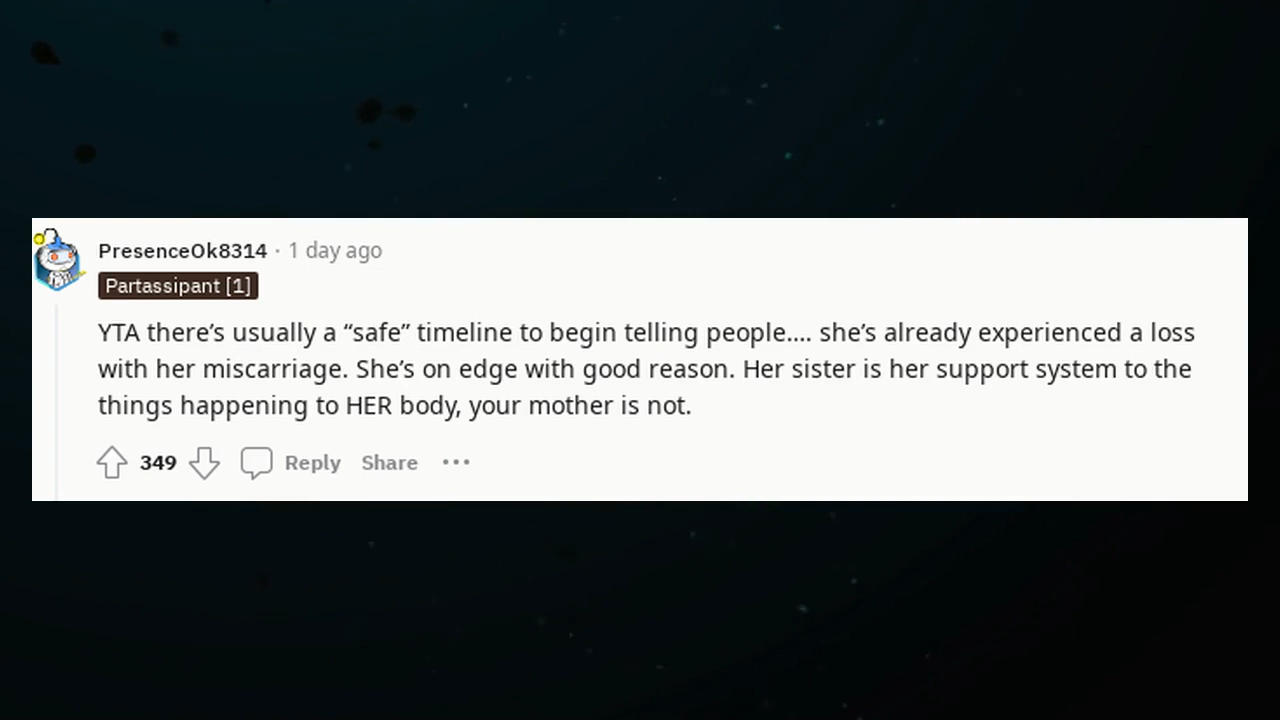 PresenceOk8314 · 1 day ago
Partassipant [1]
YTA there’s usually a “safe” timeline to begin telling people.... she’s already experienced a loss
with her miscarriage. She’s on edge with good reason. Her sister is her support system to the
things happening to HER body, your mother is not.
349 Reply Share ···